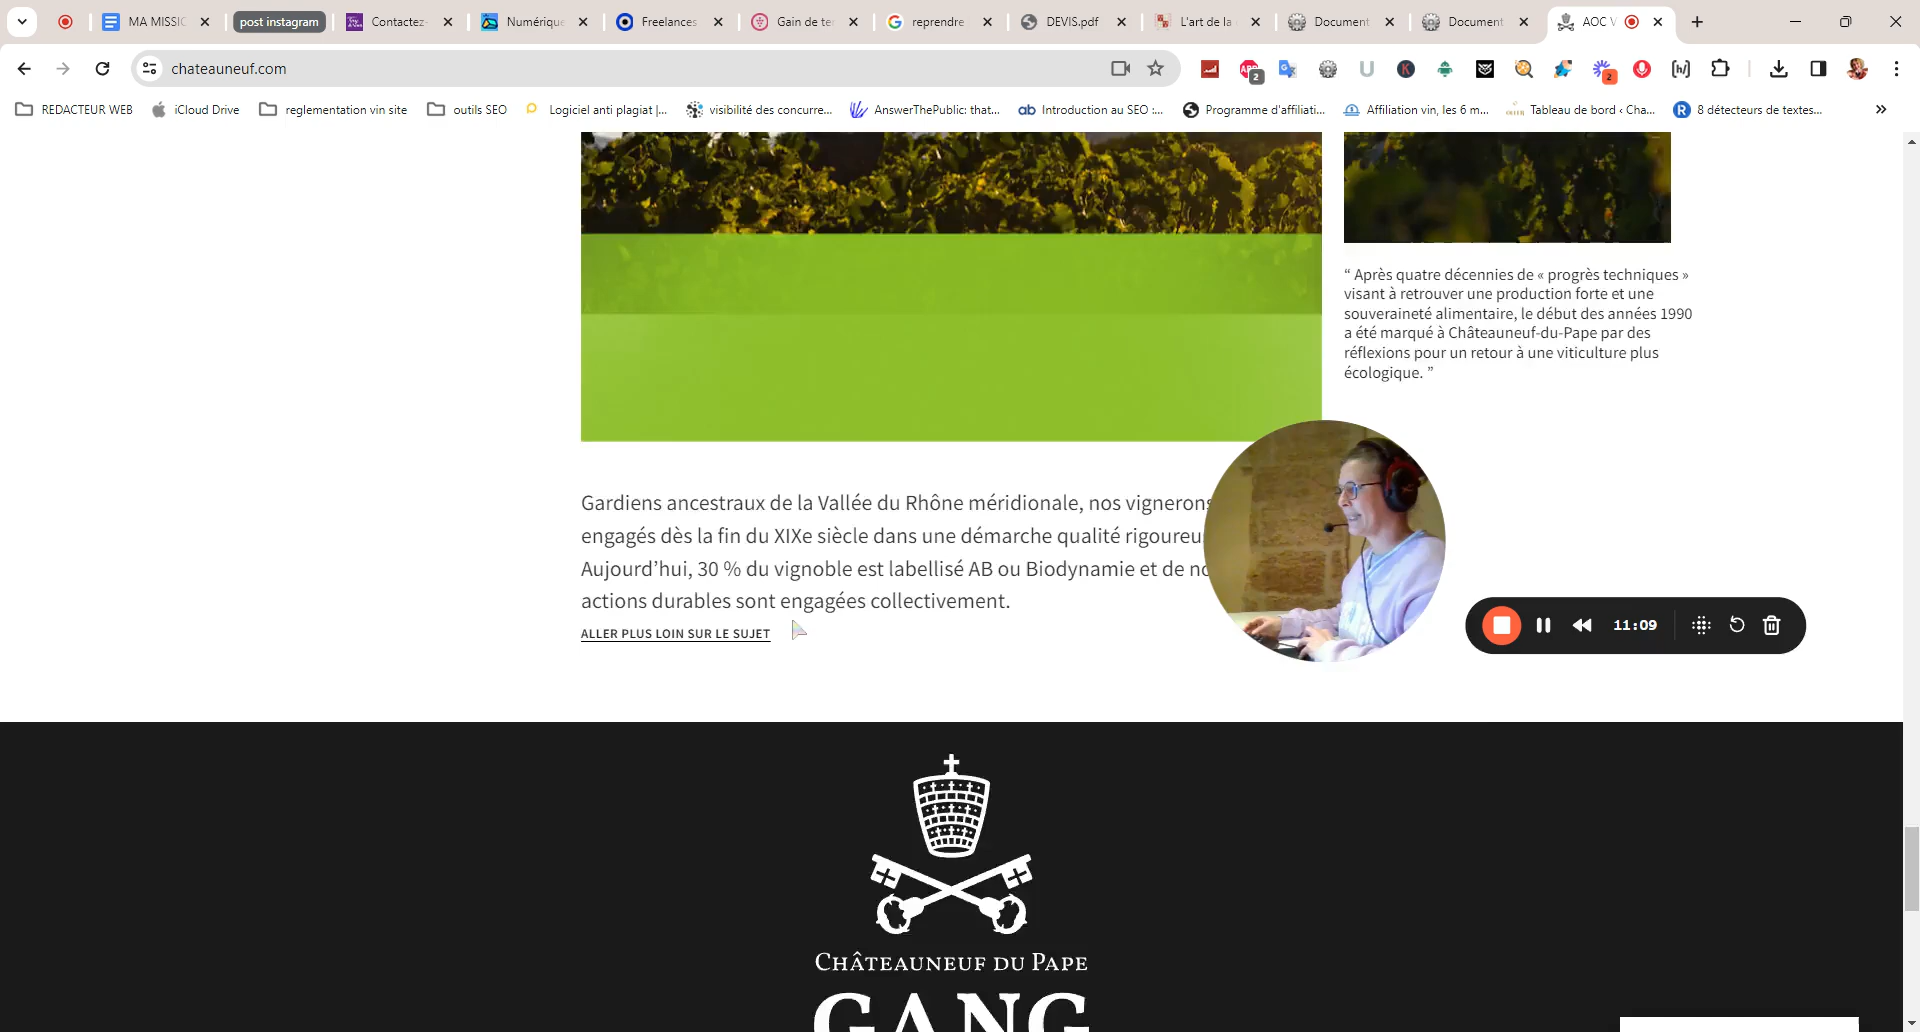 MA MISSIC
post instagram
Contactez-
Numérique
Freelances
Gain de te
reprendre
DEVIS.pdf
L'art de la
Document
Document
AOC V
chateauneuf.com
2
2
REDACTEUR WEB
iCloud Drive
reglementation vin site
outils SEO
Logiciel anti plagiat |...
visibilité des concurre...
AnswerThePublic: that...
ab Introduction au SEO :...
Programme d'affiliati...
Affiliation vin, les 6 m...
Tableau de bord ‹ Cha...
R 8 détecteurs de textes...
»
“ Après quatre décennies de « progrès techniques »
visant à retrouver une production forte et une
souveraineté alimentaire, le début des années 1990
a été marqué à Châteauneuf-du-Pape par des
réflexions pour un retour à une viticulture plus
écologique. ”
Gardiens ancestraux de la Vallée du Rhône méridionale, nos vignerons
engagés dès la fin du XIXe siècle dans une démarche qualité rigoureu
Aujourd’hui, 30 % du vignoble est labellisé AB ou Biodynamie et de no
actions durables sont engagées collectivement.
ALLER PLUS LOIN SUR LE SUJET
11:09
CHÂTEAUNEUF DU PAPE
GANG